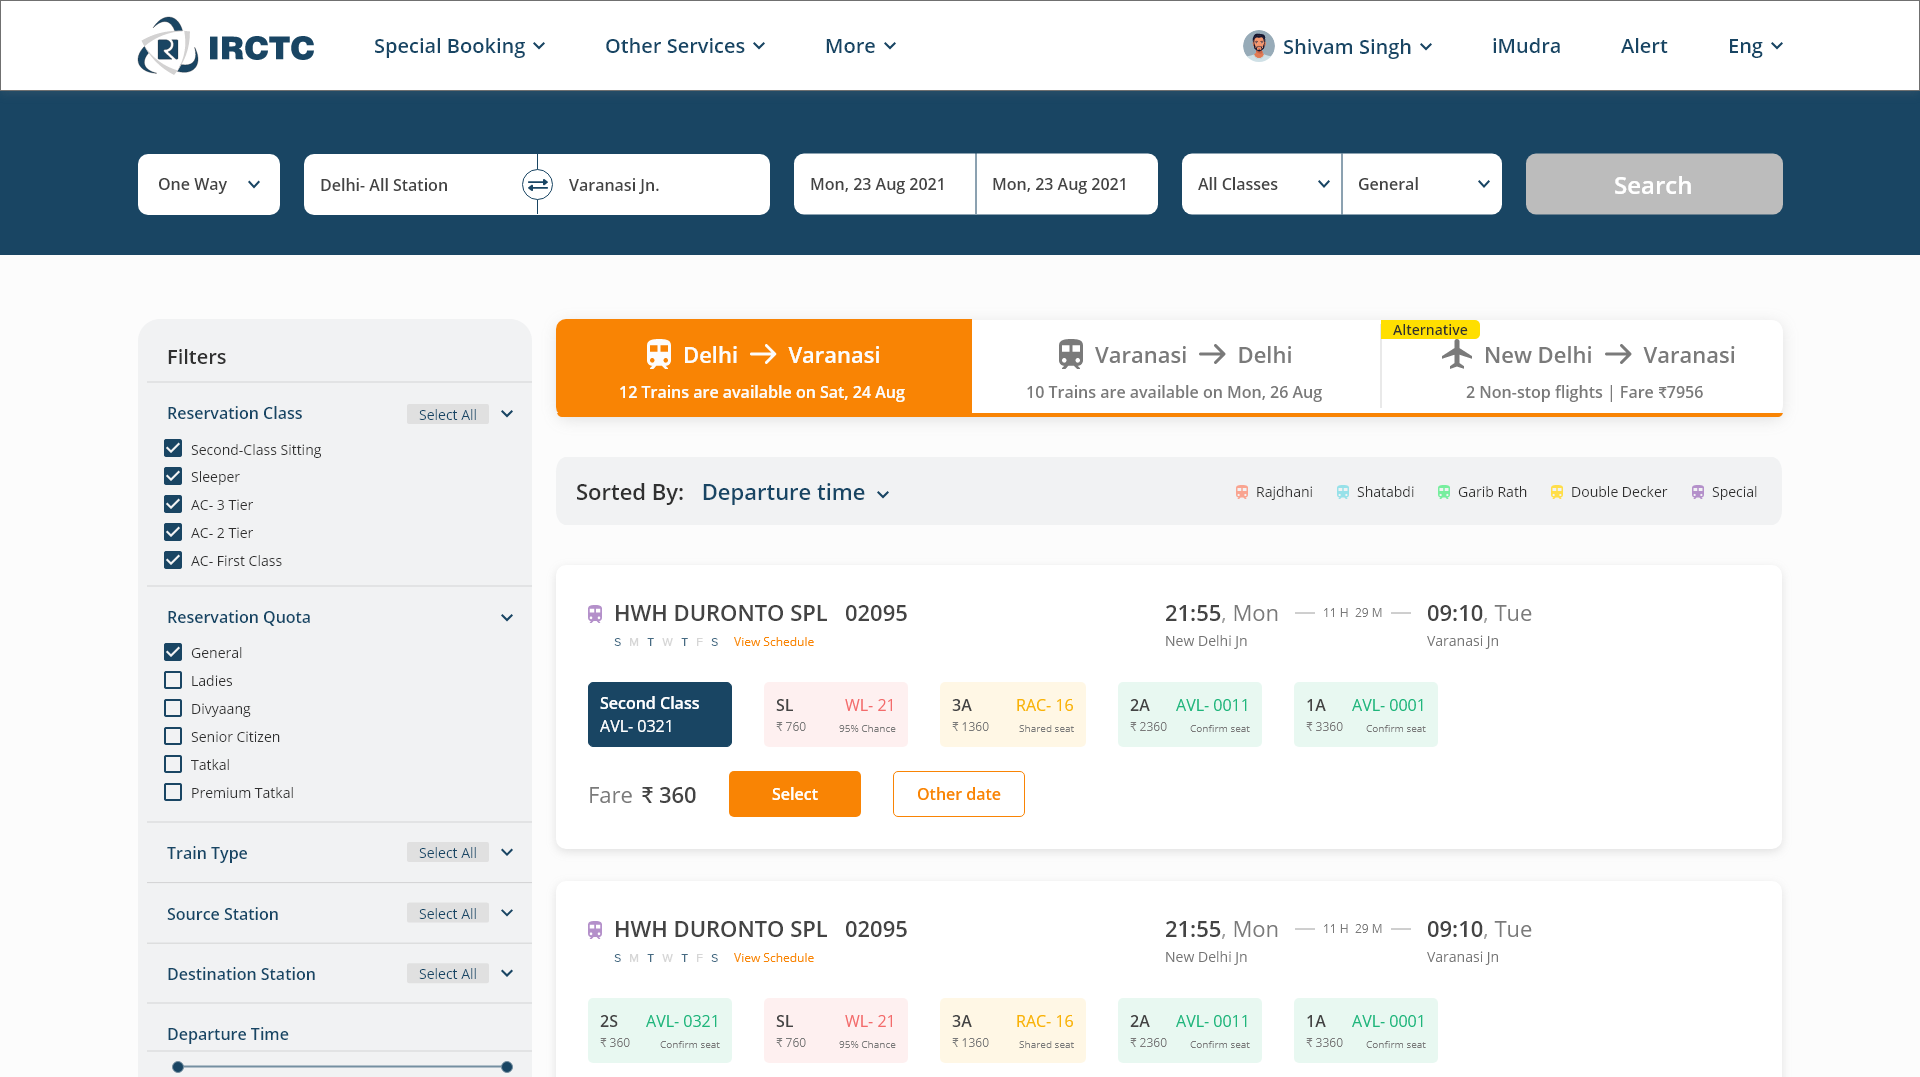 IRCTC
Special Booking
Other Services
More
Shivam Singh
iMudra
Alert
Eng
One Way
Delhi- All Station
Varanasi Jn.
Mon, 23 Aug 2021
Mon, 23 Aug 2021
All Classes
General
Search
Filters
Reservation Class
Select All
Second-Class Sitting
Sleeper
AC- 3 Tier
AC- 2 Tier
AC- First Class
Reservation Quota
General
Ladies
Divyaang
Senior Citizen
Tatkal
Premium Tatkal
Train Type
Select All
Source Station
Select All
Destination Station
Select All
Departure Time
Delhi → Varanasi
12 Trains are available on Sat, 24 Aug
Varanasi → Delhi
10 Trains are available on Mon, 26 Aug
Alternative
New Delhi → Varanasi
2 Non-stop flights | Fare ₹7956
Sorted By: Departure time
Rajdhani
Shatabdi
Garib Rath
Double Decker
Special
HWH DURONTO SPL 02095
S M T W T F S View Schedule
21:55, Mon
11 H 29 M
09:10, Tue
New Delhi Jn
Varanasi Jn
Second Class
AVL- 0321
SL WL- 21
₹ 760 95% Chance
3A RAC- 16
₹ 1360 Shared seat
2A AVL- 0011
₹ 2360 Confirm seat
1A AVL- 0001
₹ 3360 Confirm seat
Fare ₹ 360
Select
Other date
HWH DURONTO SPL 02095
S M T W T F S View Schedule
21:55, Mon
11 H 29 M
09:10, Tue
New Delhi Jn
Varanasi Jn
2S AVL- 0321
₹ 360 Confirm seat
SL WL- 21
₹ 760 95% Chance
3A RAC- 16
₹ 1360 Shared seat
2A AVL- 0011
₹ 2360 Confirm seat
1A AVL- 0001
₹ 3360 Confirm seat